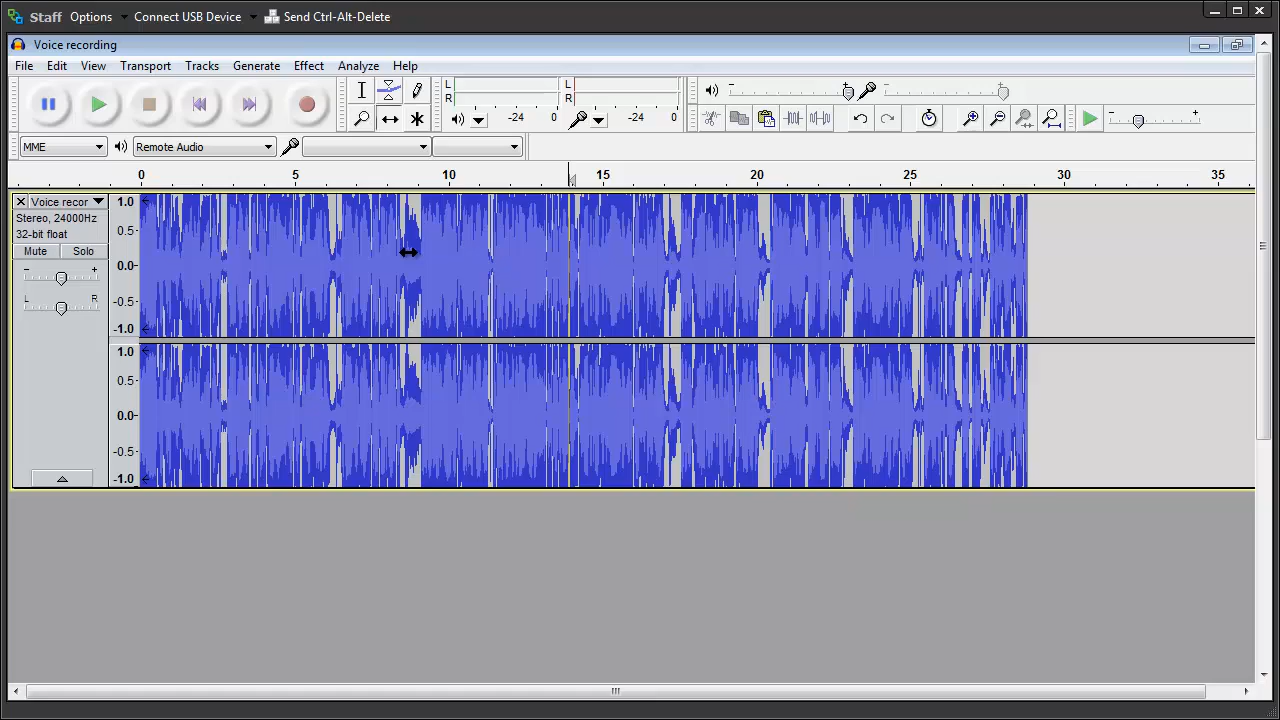 Staff Options Connect USB Device Send Ctrl-Alt-Delete
Voice recording
File Edit View Transport Tracks Generate Effect Analyze Help
L
R
-24 0
L
R
-24 0
- +
- +
MME Remote Audio
0 5 10 15 20 25 30 35
Voice recor
Stereo, 24000Hz
32-bit float
Mute Solo
- +
L R
1.0
0.5-
0.0-
-0.5-
-1.0
1.0
0.5-
0.0-
-0.5-
-1.0